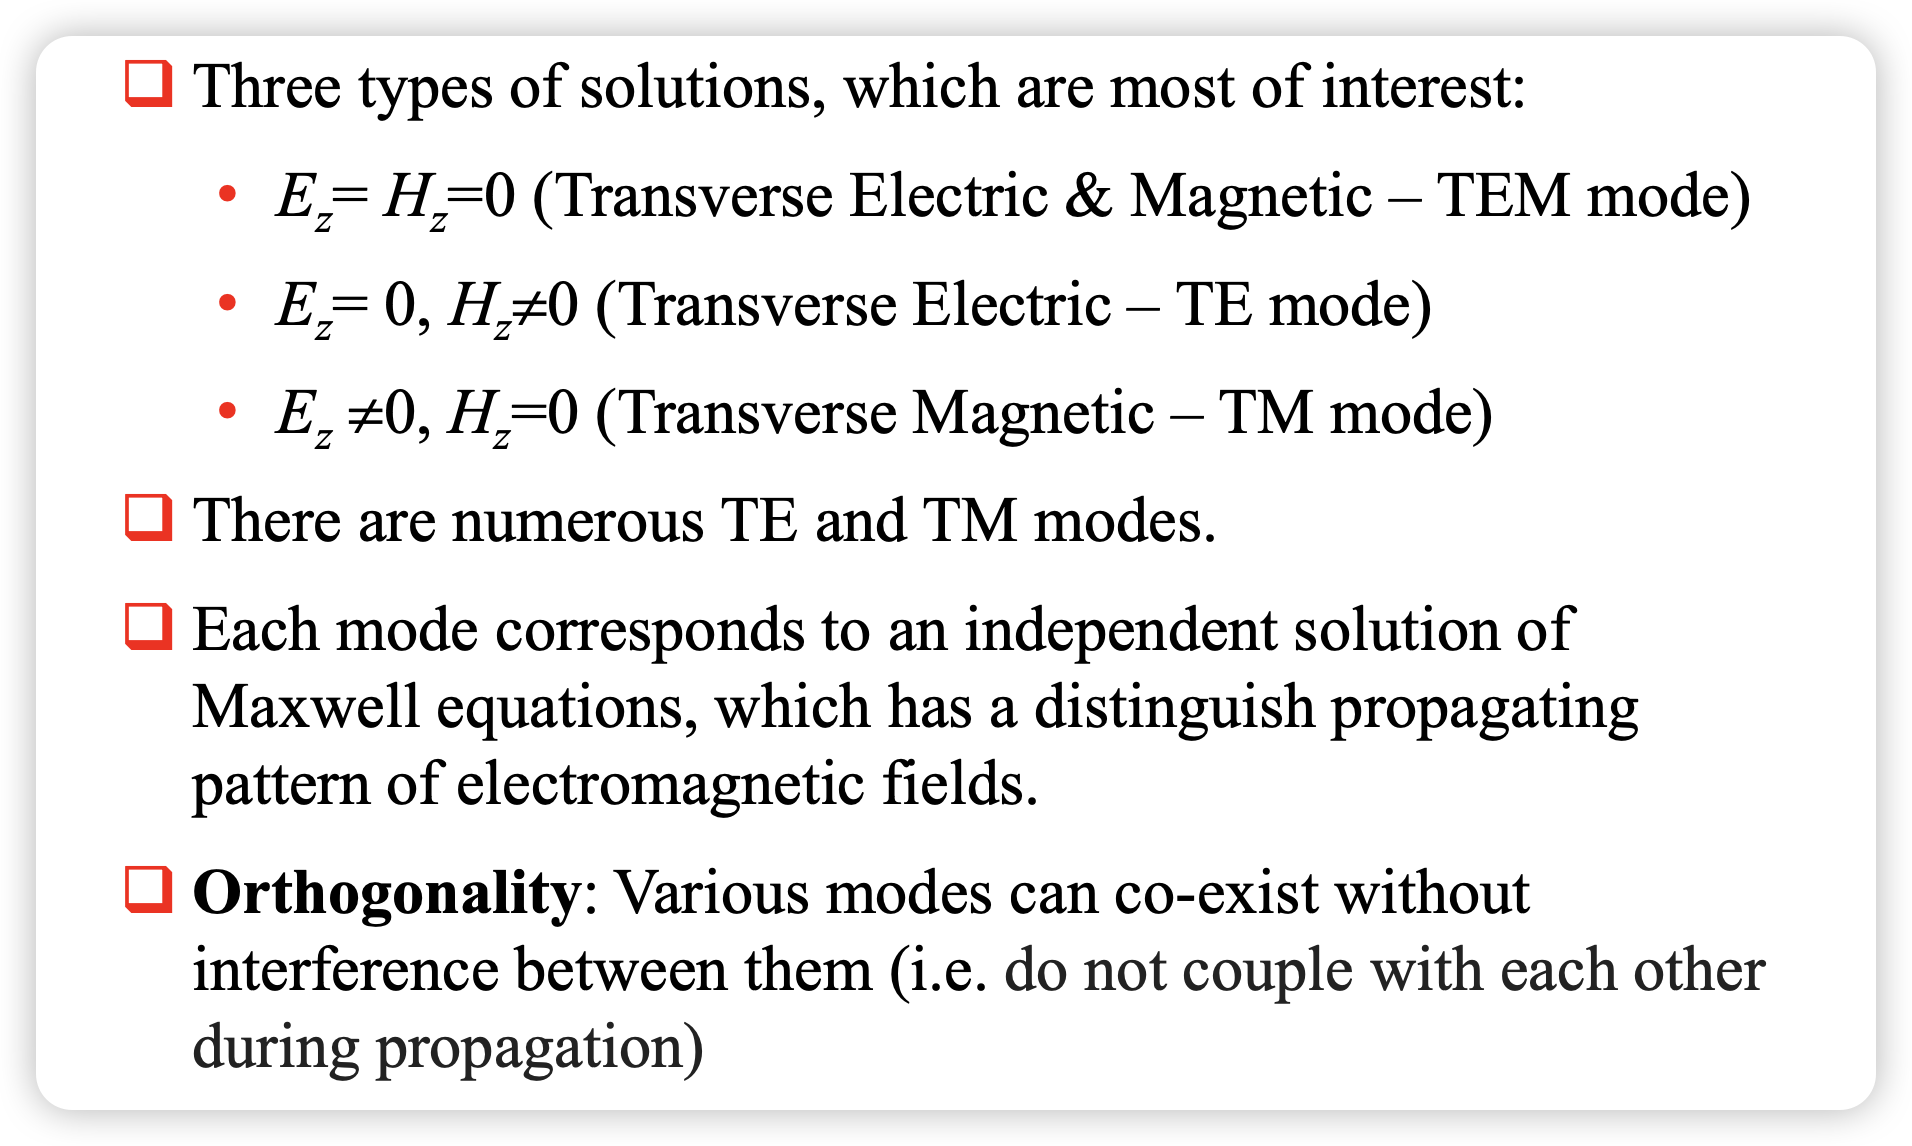 Three types of solutions, which are most of interest:
• E_z= H_z=0 (Transverse Electric & Magnetic – TEM mode)
• E_z= 0, H_z≠0 (Transverse Electric – TE mode)
• E_z ≠0, H_z=0 (Transverse Magnetic – TM mode)
There are numerous TE and TM modes.
Each mode corresponds to an independent solution of
Maxwell equations, which has a distinguish propagating
pattern of electromagnetic fields.
Orthogonality: Various modes can co-exist without
interference between them (i.e. do not couple with each other
during propagation)